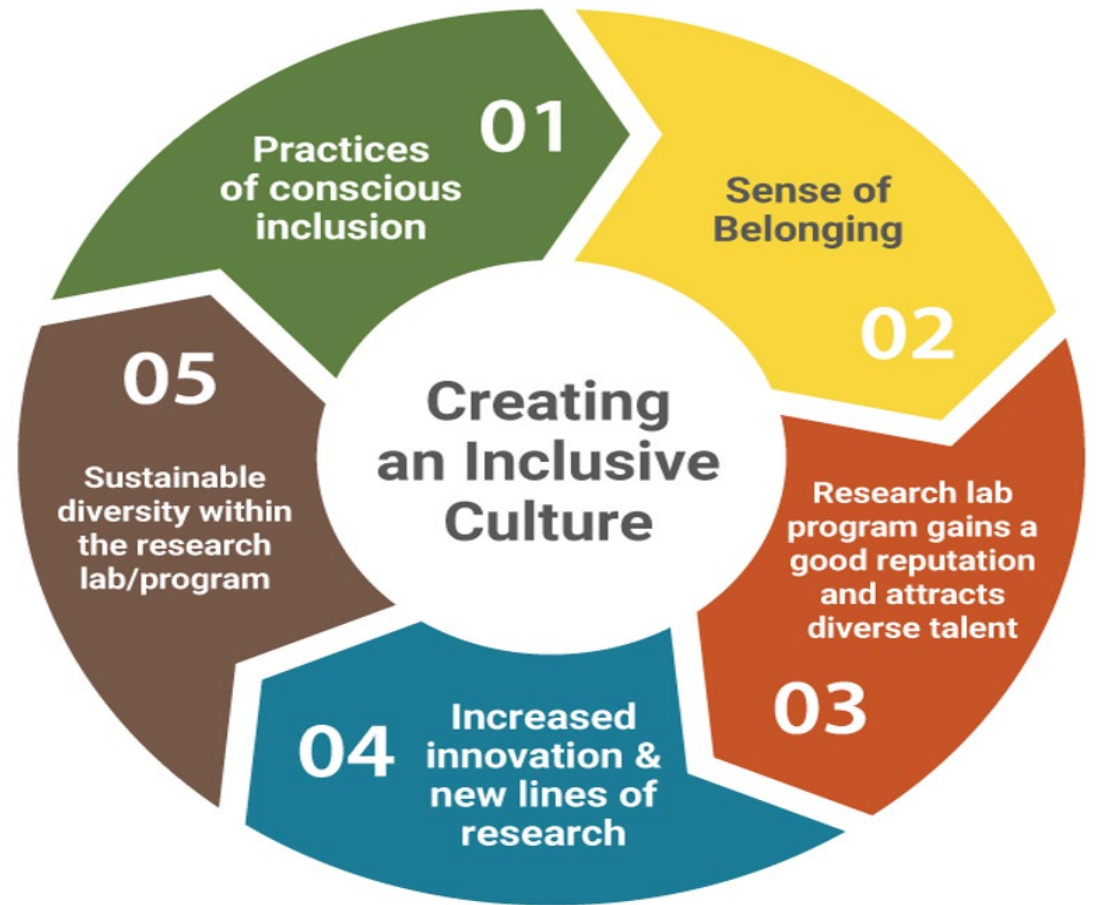 01
Practices
of conscious
inclusion
Sense of
Belonging
02
Research lab
program gains a
good reputation
and attracts
diverse talent
03
04
Increased
innovation &
new lines of
research
05
Sustainable
diversity within
the research
lab/program
Creating
an Inclusive
Culture